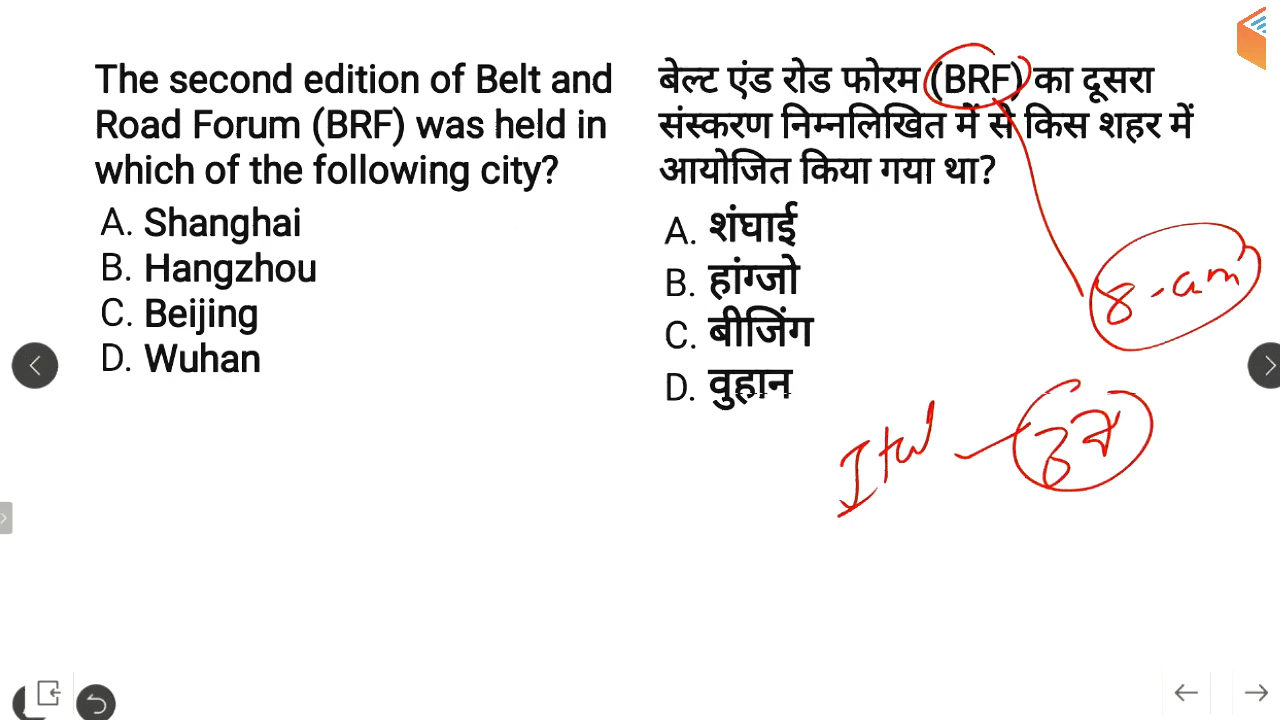 The second edition of Belt and
Road Forum (BRF) was held in
which of the following city?
A. Shanghai
B. Hangzhou
C. Beijing
D. Wuhan
बेल्ट एंड रोड फोरम (BRF) का दूसरा
संस्करण निम्नलिखित में से किस शहर में
आयोजित किया गया था?
A. शंघाई
B. हांग्जो
C. बीजिंग
D. वुहान
8-am